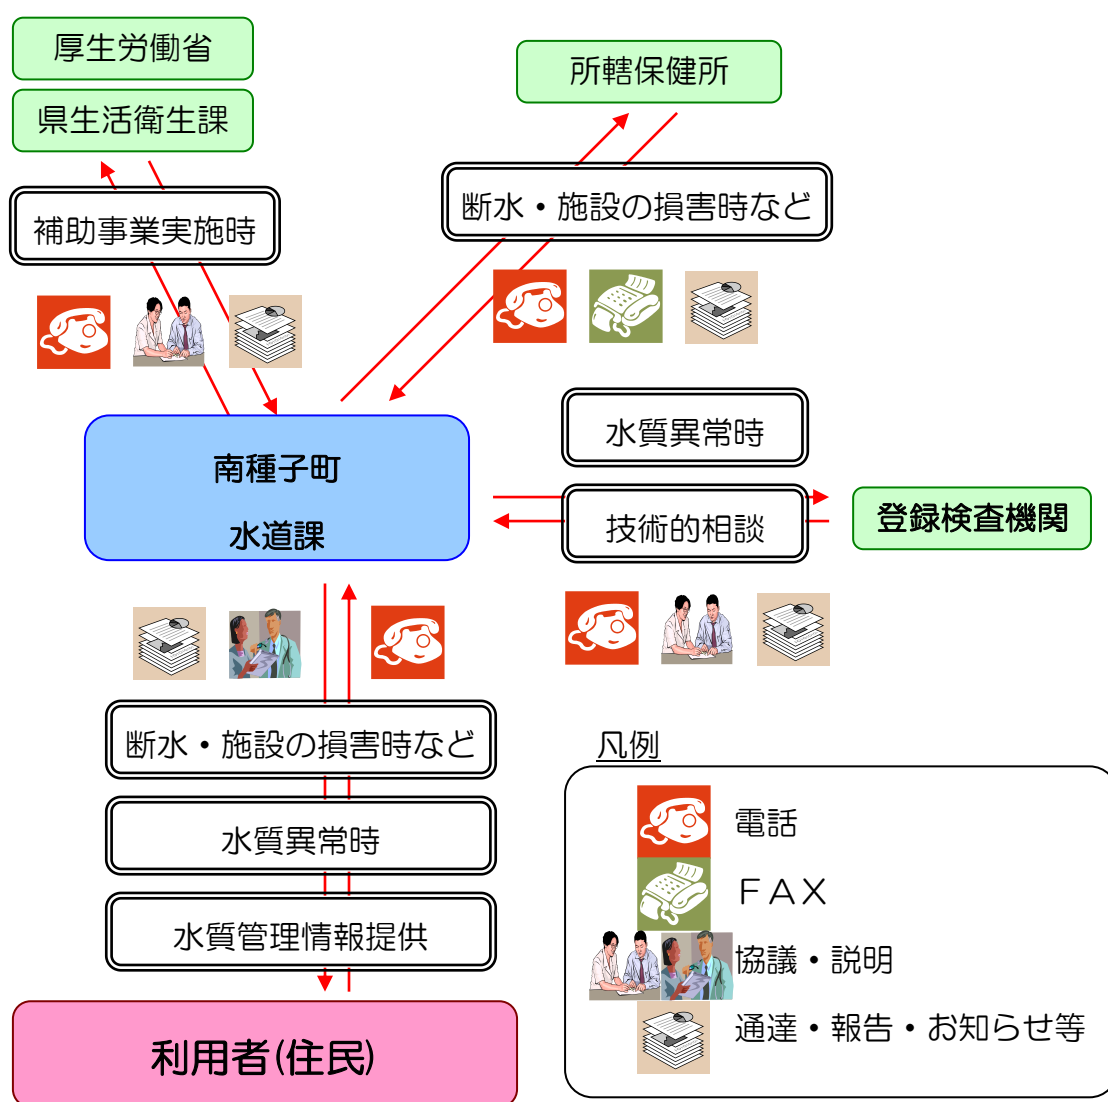 厚生労働省
県生活衛生課
所轄保健所
補助事業実施時
断水・施設の損害時など
南種子町
水道課
水質異常時
技術的相談
登録検査機関
断水・施設の損害時など
水質異常時
水質管理情報提供
利用者(住民)
凡例
電話
ＦＡＸ
協議・説明
通達・報告・お知らせ等